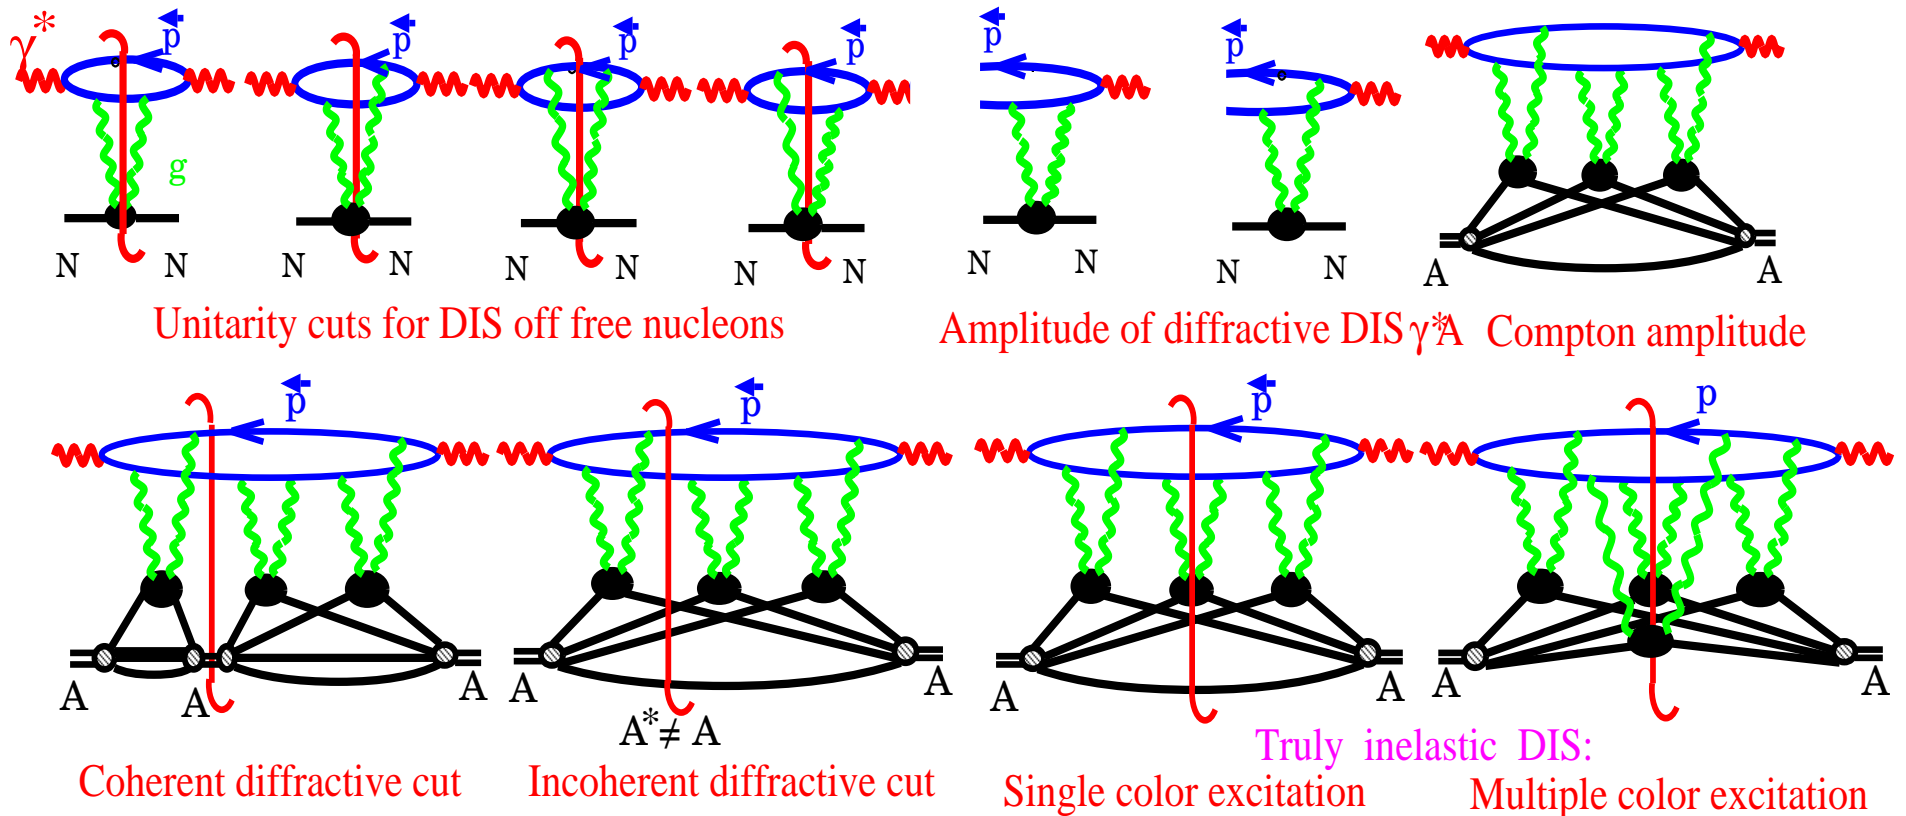 γ* p p p p p p
g
N N N N N N N N N N N N A A
Unitarity cuts for DIS off free nucleons
Amplitude of diffractive DIS γ*A Compton amplitude
p p p p
A A A A A A A A A
A* ≠ A
Truly inelastic DIS:
Coherent diffractive cut Incoherent diffractive cut Single color excitation Multiple color excitation